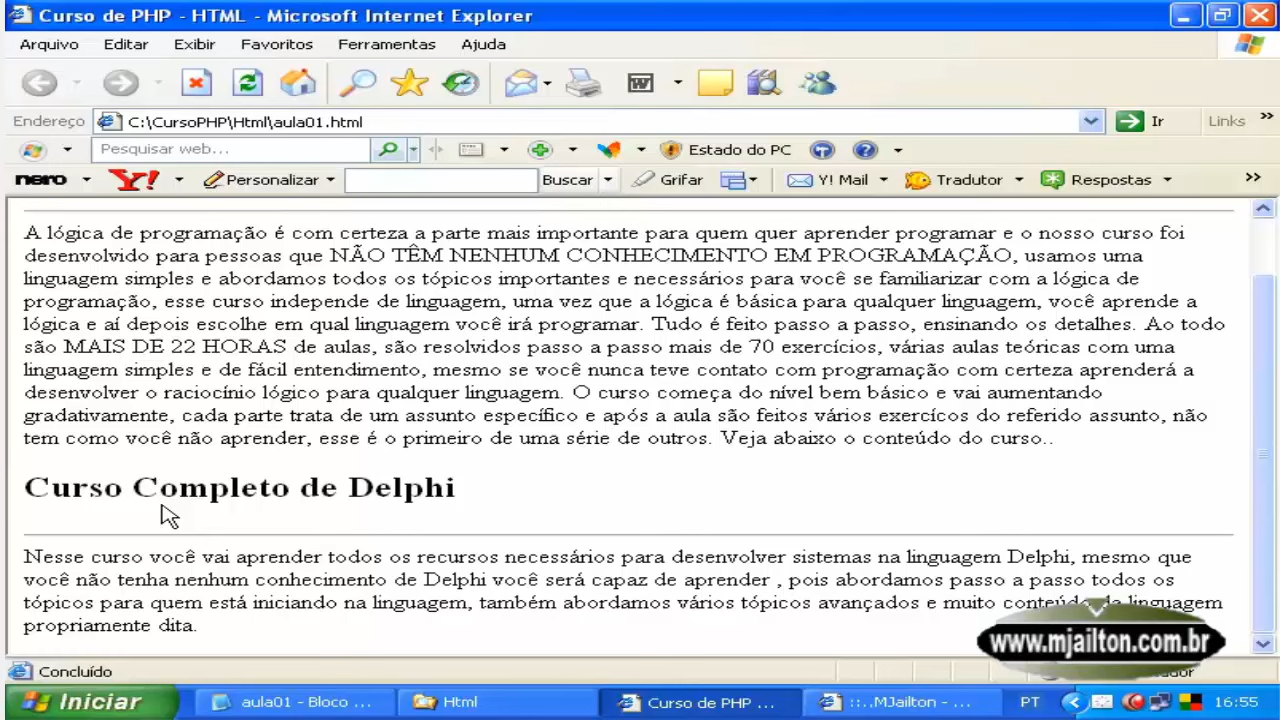 Curso de PHP - HTML - Microsoft Internet Explorer
Arquivo Editar Exibir Favoritos Ferramentas Ajuda
Endereço C:\CursoPHP\Html\aula01.html Ir Links »
Pesquisar web... Estado do PC
nero Y! Personalizar Buscar Grifar Y! Mail Tradutor Respostas »
A lógica de programação é com certeza a parte mais importante para quem quer aprender programar e o nosso curso foi
desenvolvido para pessoas que NÃO TÊM NENHUM CONHECIMENTO EM PROGRAMAÇÃO, usamos uma
linguagem simples e abordamos todos os tópicos importantes e necessários para você se familiarizar com a lógica de
programação, esse curso independe de linguagem, uma vez que a lógica é básica para qualquer linguagem, você aprende a
lógica e aí depois escolhe em qual linguagem você irá programar. Tudo é feito passo a passo, ensinando os detalhes. Ao todo
são MAIS DE 22 HORAS de aulas, são resolvidos passo a passo mais de 70 exercícios, várias aulas teóricas com uma
linguagem simples e de fácil entendimento, mesmo se você nunca teve contato com programação com certeza aprenderá a
desenvolver o raciocínio lógico para qualquer linguagem. O curso começa do nível bem básico e vai aumentando
gradativamente, cada parte trata de um assunto específico e após a aula são feitos vários exercícos do referido assunto, não
tem como você não aprender, esse é o primeiro de uma série de outros. Veja abaixo o conteúdo do curso..
Curso Completo de Delphi
Nesse curso você vai aprender todos os recursos necessários para desenvolver sistemas na linguagem Delphi, mesmo que
você não tenha nenhum conhecimento de Delphi você será capaz de aprender , pois abordamos passo a passo todos os
tópicos para quem está iniciando na linguagem, também abordamos vários tópicos avançados e muito conteúdo da linguagem
propriamente dita.
www.mjailton.com.br
Concluído
Iniciar aula01 - Bloco ... Html Curso de PHP ... ::..MJailton - ... PT 16:55